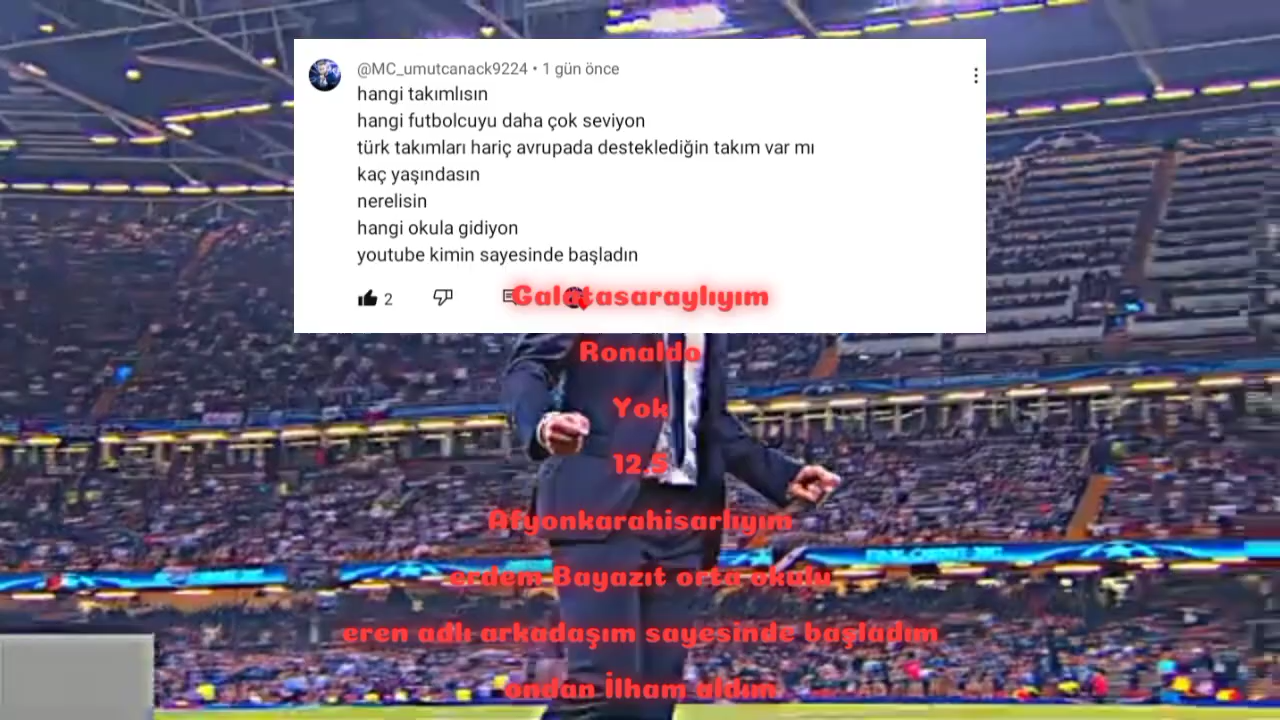 @MC_umutcanack9224 • 1 gün önce
hangi takımlısın
hangi futbolcuyu daha çok seviyon
türk takımları hariç avrupada desteklediğin takım var mı
kaç yaşındasın
nerelisin
hangi okula gidiyon
youtube kimin sayesinde başladın
2
Galatasaraylıyım
Ronaldo
Yok
12,5
Afyonkarahisarlıyım
erdem Bayazıt orta okulu
eren adlı arkadaşım sayesinde başladım
ondan İlham aldım